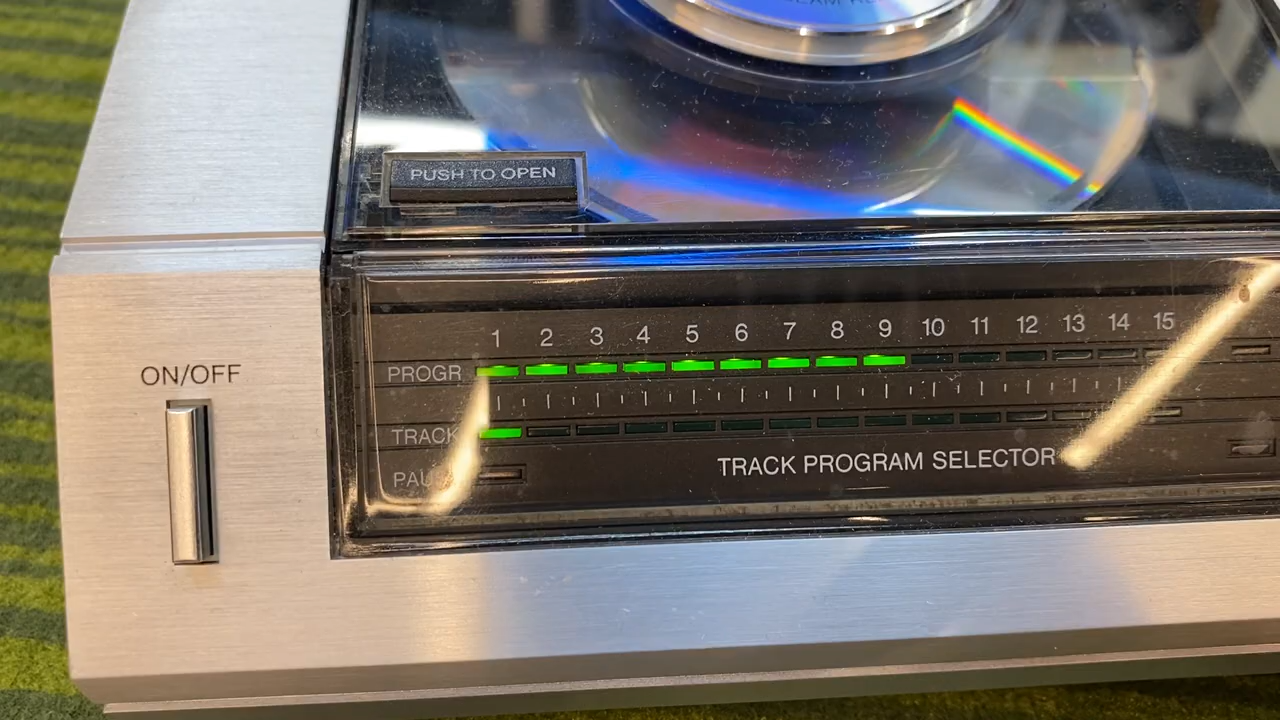 PUSH TO OPEN
1 2 3 4 5 6 7 8 9 10 11 12 13 14 15
PROGR
ON/OFF
TRACK
TRACK PROGRAM SELECTOR